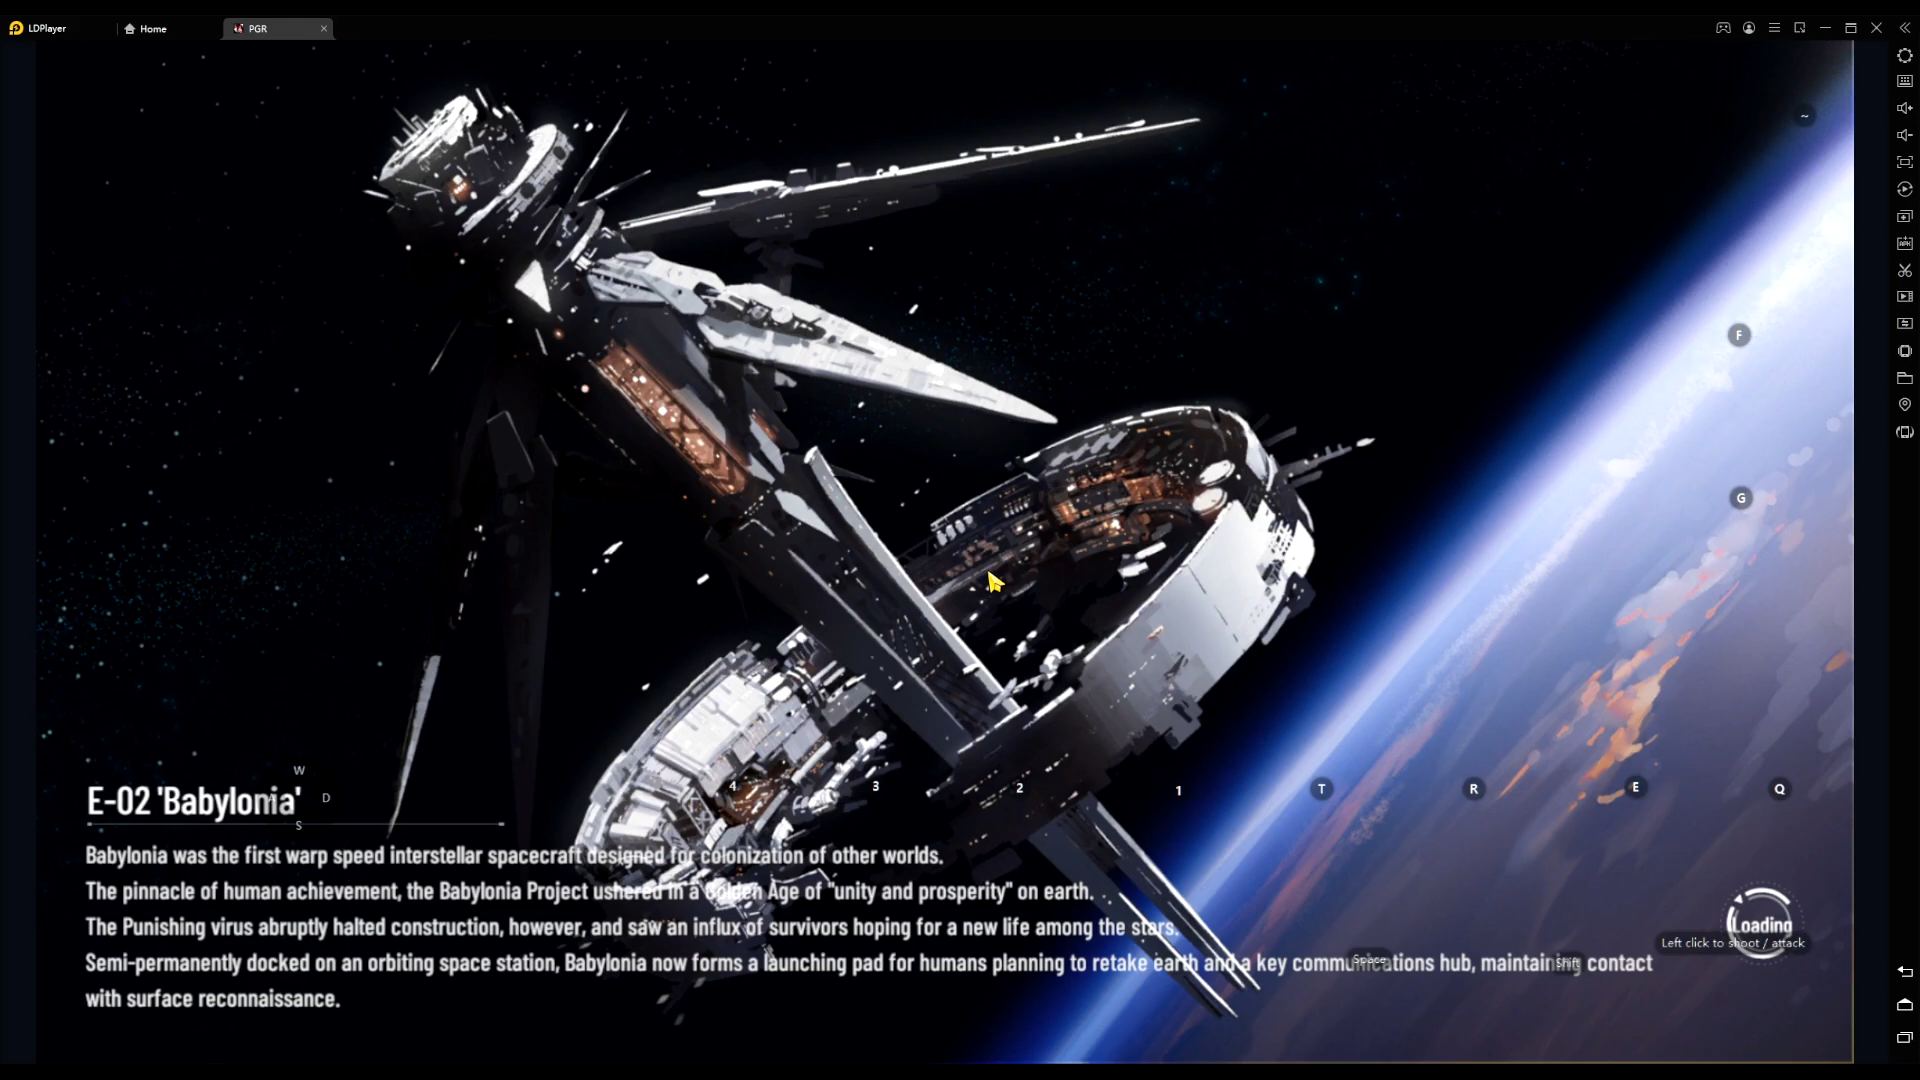 LDPlayer
Home
PGR
~
F
G
W
A D
S
4
3
2
1
T
R
E
Q
E-02 'Babylonia'
Babylonia was the first warp speed interstellar spacecraft designed for colonization of other worlds.
The pinnacle of human achievement, the Babylonia Project ushered in a Golden Age of "unity and prosperity" on earth.
The Punishing virus abruptly halted construction, however, and saw an influx of survivors hoping for a new life among the stars.
Semi-permanently docked on an orbiting space station, Babylonia now forms a launching pad for humans planning to retake earth and a key communications hub, maintaining contact
with surface reconnaissance.
Loading
Left click to shoot / attack
Space
Shift